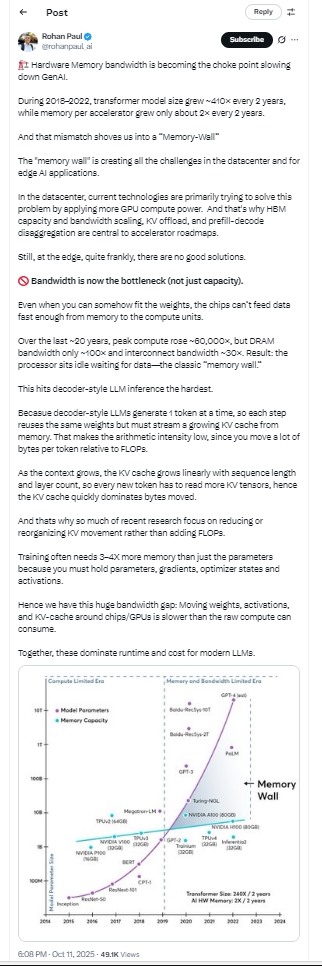 Post
Reply
Rohan Paul
@rohanpaul_ai
Subscribe
Hardware Memory bandwidth is becoming the choke point slowing
down GenAI.
During 2018–2022, transformer model size grew ~410× every 2 years,
while memory per accelerator grew only about 2× every 2 years.
And that mismatch shoves us into a "Memory-Wall"
The "memory wall" is creating all the challenges in the datacenter and for
edge AI applications.
In the datacenter, current technologies are primarily trying to solve this
problem by applying more GPU compute power. And that's why HBM
capacity and bandwidth scaling, KV offload, and prefill-decode
disaggregation are central to accelerator roadmaps.
Still, at the edge, quite frankly, there are no good solutions.
🚫 Bandwidth is now the bottleneck (not just capacity).
Even when you can somehow fit the weights, the chips can't feed data
fast enough from memory to the compute units.
Over the last ~20 years, peak compute rose ~60,000×, but DRAM
bandwidth only ~100× and interconnect bandwidth ~30×. Result: the
processor sits idle waiting for data—the classic "memory wall."
This hits decoder-style LLM inference the hardest.
Becasue decoder-style LLMs generate 1 token at a time, so each step
reuses the same weights but must stream a growing KV cache from
memory. That makes the arithmetic intensity low, since you move a lot of
bytes per token relative to FLOPs.
As the context grows, the KV cache grows linearly with sequence length
and layer count, so every new token has to read more KV tensors, hence
the KV cache quickly dominates bytes moved.
And thats why so much of recent research focus on reducing or
reorganizing KV movement rather than adding FLOPs.
Training often needs 3–4X more memory than just the parameters
because you must hold parameters, gradients, optimizer states and
activations.
Hence we have this huge bandwidth gap: Moving weights, activations,
and KV-cache around chips/GPUs is slower than the raw compute can
consume.
Together, these dominate runtime and cost for modern LLMs.
Compute Limited Era
Memory and Bandwidth Limited Era
GPT-4 (est)
10T
Model Parameters
Memory Capacity
Baidu-RecSys-10T
Baidu-RecSys-2T
1T
PaLM
GPT-3
100B
Memory
Wall
Turing-NGL
Megatron-LM
10B
TPUv2 (64GB)
NVIDIA A100 (80GB)
NVIDIA H100 (80GB)
NVIDIA V100
(32GB)
TPUv3
(32GB)
GPT-2
TPUv4
(32GB)
Inferentia2
(32GB)
Trainium
(32GB)
1B
NVIDIA P100
(16GB)
BERT
GPT-1
100M
ResNext-101
ResNet-50
Inception
Model Parameter Size
Transformer Size: 240X / 2 years
AI HW Memory: 2X / 2 years
2014 2015 2016 2017 2018 2019 2020 2021 2022 2023 2024
6:08 PM · Oct 11, 2025 · 49.1K Views